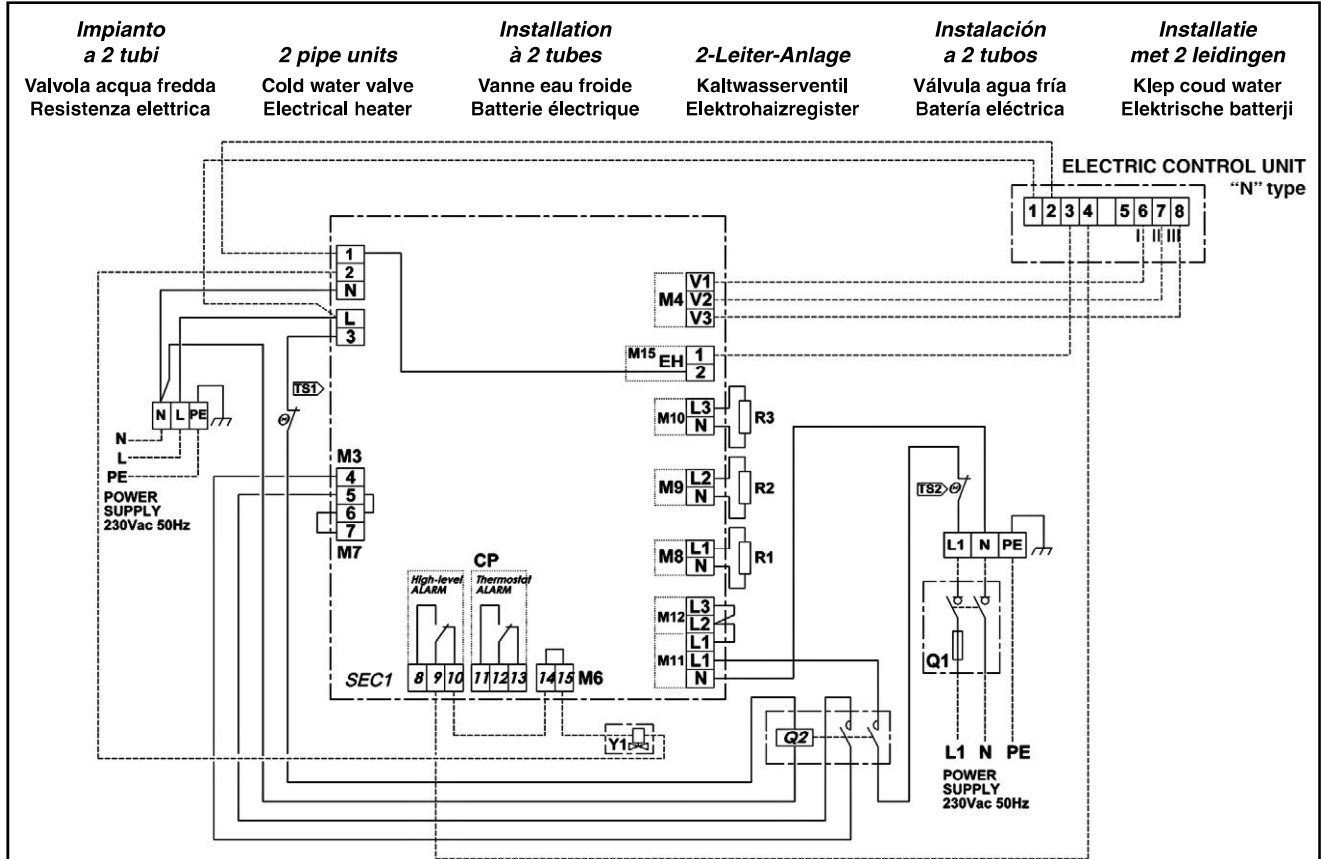 Impianto
a 2 tubi
Valvola acqua fredda
Resistenza elettrica
2 pipe units
Cold water valve
Electrical heater
Installation
à 2 tubes
Vanne eau froide
Batterie électrique
2-Leiter-Anlage
Kaltwasserventil
Elektrohaizregister
Instalación
a 2 tubos
Válvula agua fría
Batería eléctrica
Installatie
met 2 leidingen
Klep coud water
Elektrische batterji
ELECTRIC CONTROL UNIT
“N” type
1 2 3 4 5 6 7 8
I II III
1
2
N
L
3
TS1
N L PE
N
L
PE
POWER
SUPPLY
230Vac 50Hz
M3
4
5
6
7
M7
M4
V1
V2
V3
M15 EH
1
2
M10
L3
N
R3
M9
L2
N
R2
M8
L1
N
R1
M12
L3
L2
L1
M11
L1
N
CP
High-level
ALARM
Thermostat
ALARM
SEC1
8 9 10
11 12 13
14 15
M6
Y1
Q2
TS2
L1 N PE
Q1
L1 N PE
POWER
SUPPLY
230Vac 50Hz